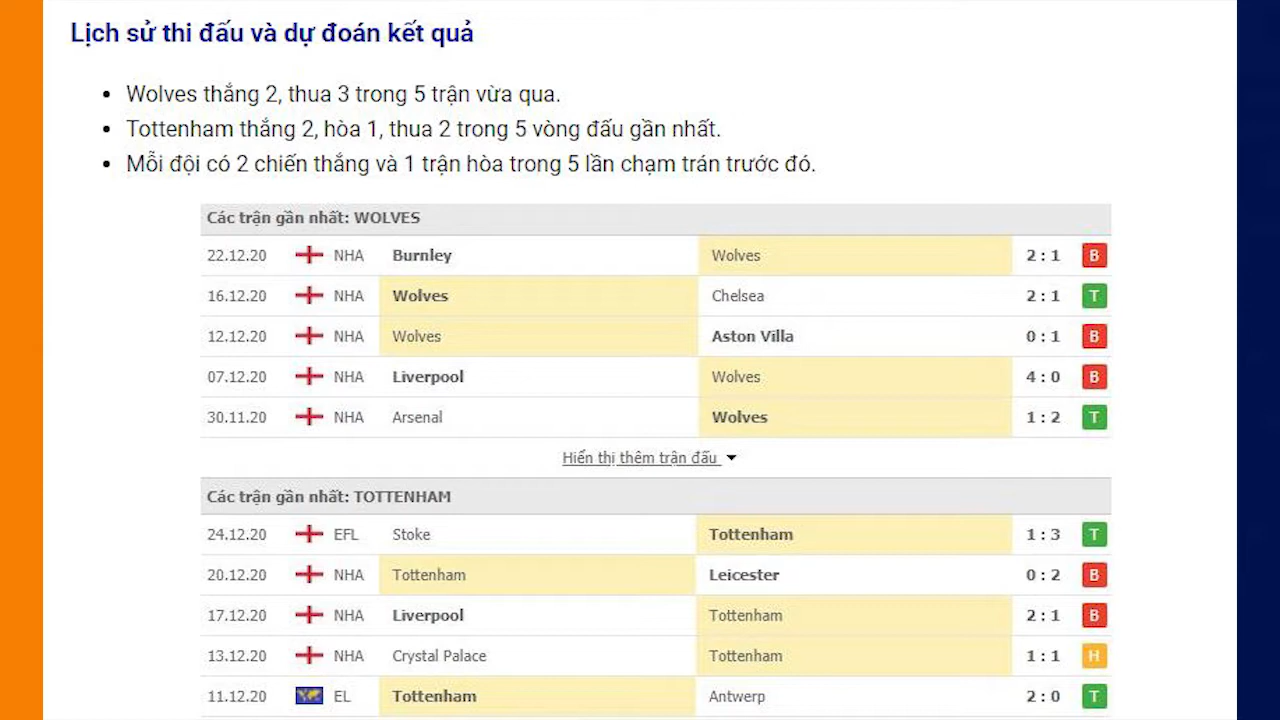 Lịch sử thi đấu và dự đoán kết quả
• Wolves thắng 2, thua 3 trong 5 trận vừa qua.
• Tottenham thắng 2, hòa 1, thua 2 trong 5 vòng đấu gần nhất.
• Mỗi đội có 2 chiến thắng và 1 trận hòa trong 5 lần chạm trán trước đó.
Các trận gần nhất: WOLVES
22.12.20 NHA Burnley Wolves 2 : 1 B
16.12.20 NHA Wolves Chelsea 2 : 1 T
12.12.20 NHA Wolves Aston Villa 0 : 1 B
07.12.20 NHA Liverpool Wolves 4 : 0 B
30.11.20 NHA Arsenal Wolves 1 : 2 T
Hiển thị thêm trận đấu
Các trận gần nhất: TOTTENHAM
24.12.20 EFL Stoke Tottenham 1 : 3 T
20.12.20 NHA Tottenham Leicester 0 : 2 B
17.12.20 NHA Liverpool Tottenham 2 : 1 B
13.12.20 NHA Crystal Palace Tottenham 1 : 1 H
11.12.20 EL Tottenham Antwerp 2 : 0 T